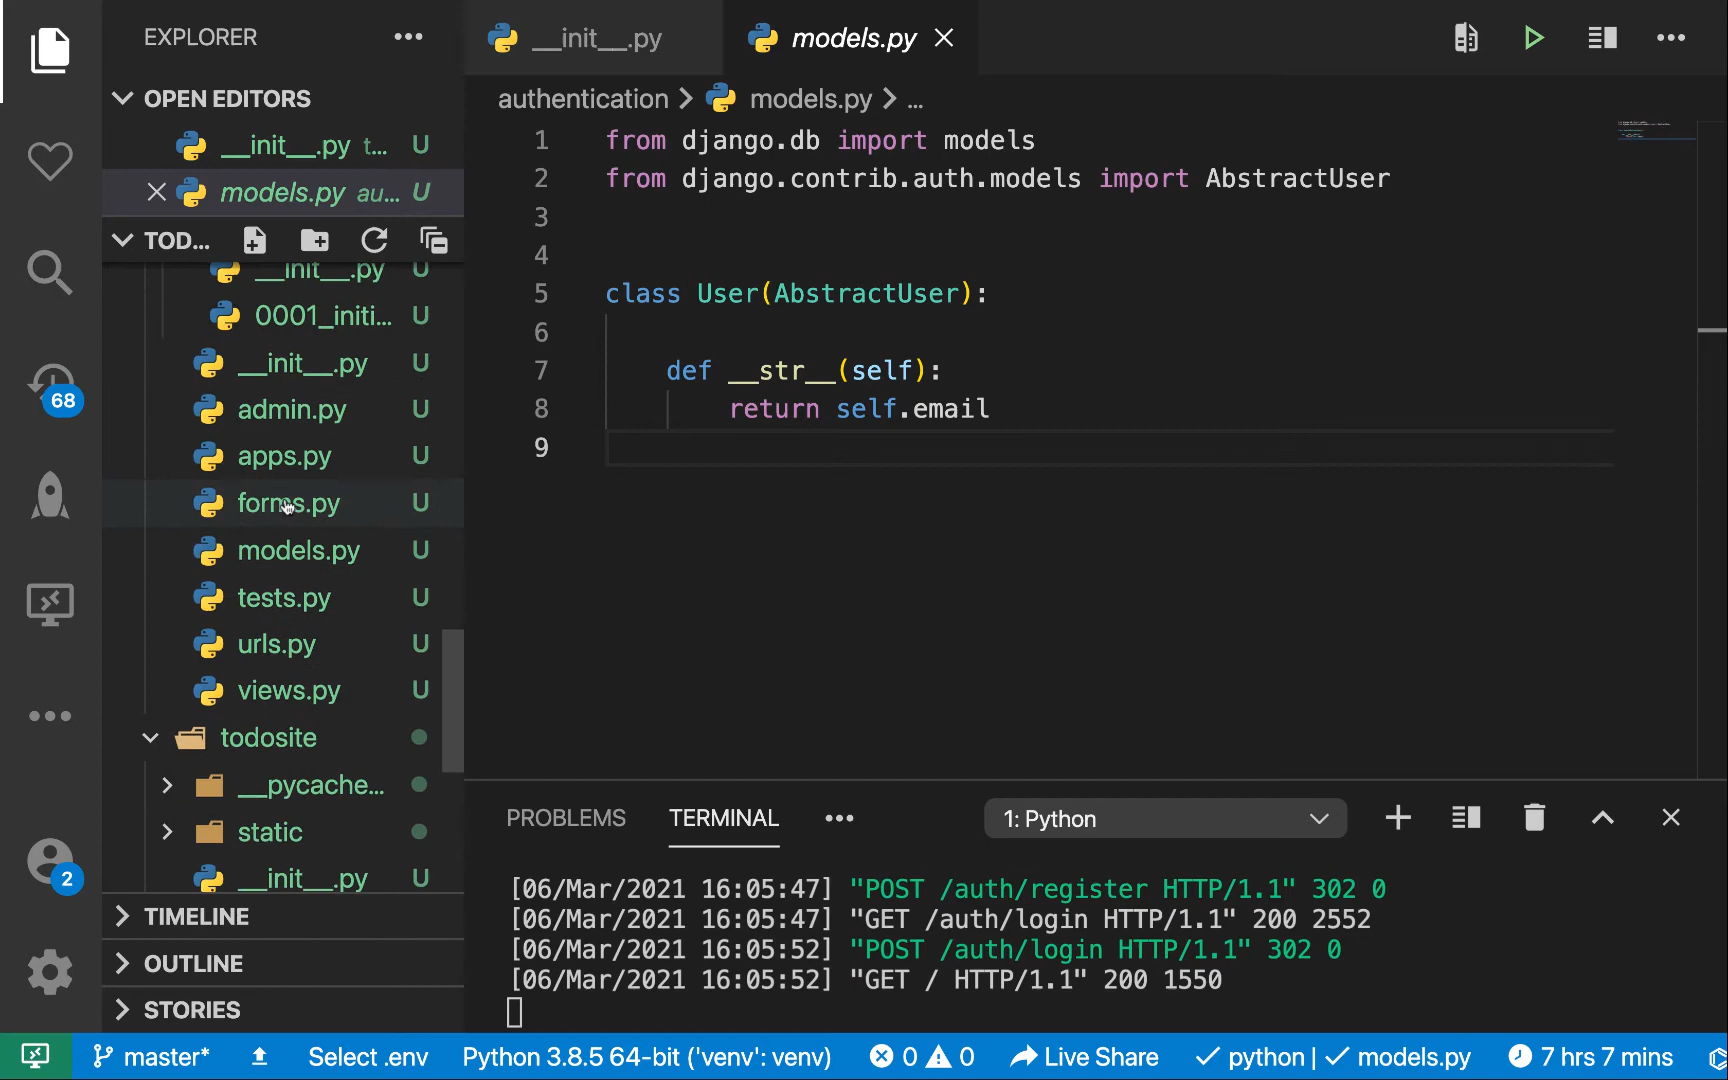 EXPLORER
OPEN EDITORS
__init__.py t... U
models.py au... U
TOD...
__init__.py U
0001_initi... U
__init__.py U
admin.py U
apps.py U
forms.py U
models.py U
tests.py U
urls.py U
views.py U
todosite
__pycache...
static
__init__.py U
TIMELINE
OUTLINE
STORIES
68
2
__init__.py
models.py
authentication > models.py > ...
1 from django.db import models
2 from django.contrib.auth.models import AbstractUser
3
4
5 class User(AbstractUser):
6
7 def __str__(self):
8 return self.email
9
PROBLEMS TERMINAL 1: Python
[06/Mar/2021 16:05:47] "POST /auth/register HTTP/1.1" 302 0
[06/Mar/2021 16:05:47] "GET /auth/login HTTP/1.1" 200 2552
[06/Mar/2021 16:05:52] "POST /auth/login HTTP/1.1" 302 0
[06/Mar/2021 16:05:52] "GET / HTTP/1.1" 200 1550
master* Select .env Python 3.8.5 64-bit ('venv': venv) 0 0 Live Share python | models.py 7 hrs 7 mins